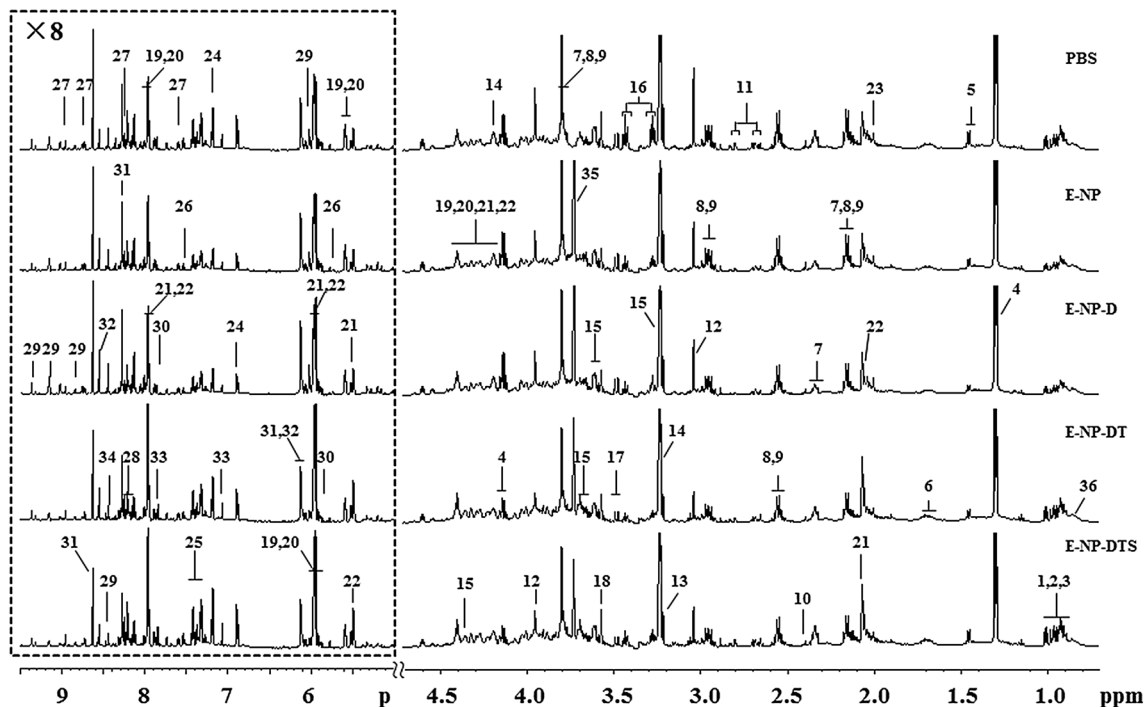 ×8
27 27 27 19,20 27 24 29 19,20 14 7,8,9 16 11 23 5 PBS
31 26 26 19,20,21,22 35 8,9 7,8,9 E-NP
29 29 32 29 21,22 30 24 21,22 21 15 15 12 7 22 4 E-NP-D
34 28 33 33 31,32 30 4 15 17 14 8,9 6 36 E-NP-DT
31 29 25 19,20 22 15 12 18 13 10 21 1,2,3 E-NP-DTS
9 8 7 6 p 4.5 4.0 3.5 3.0 2.5 2.0 1.5 1.0 ppm